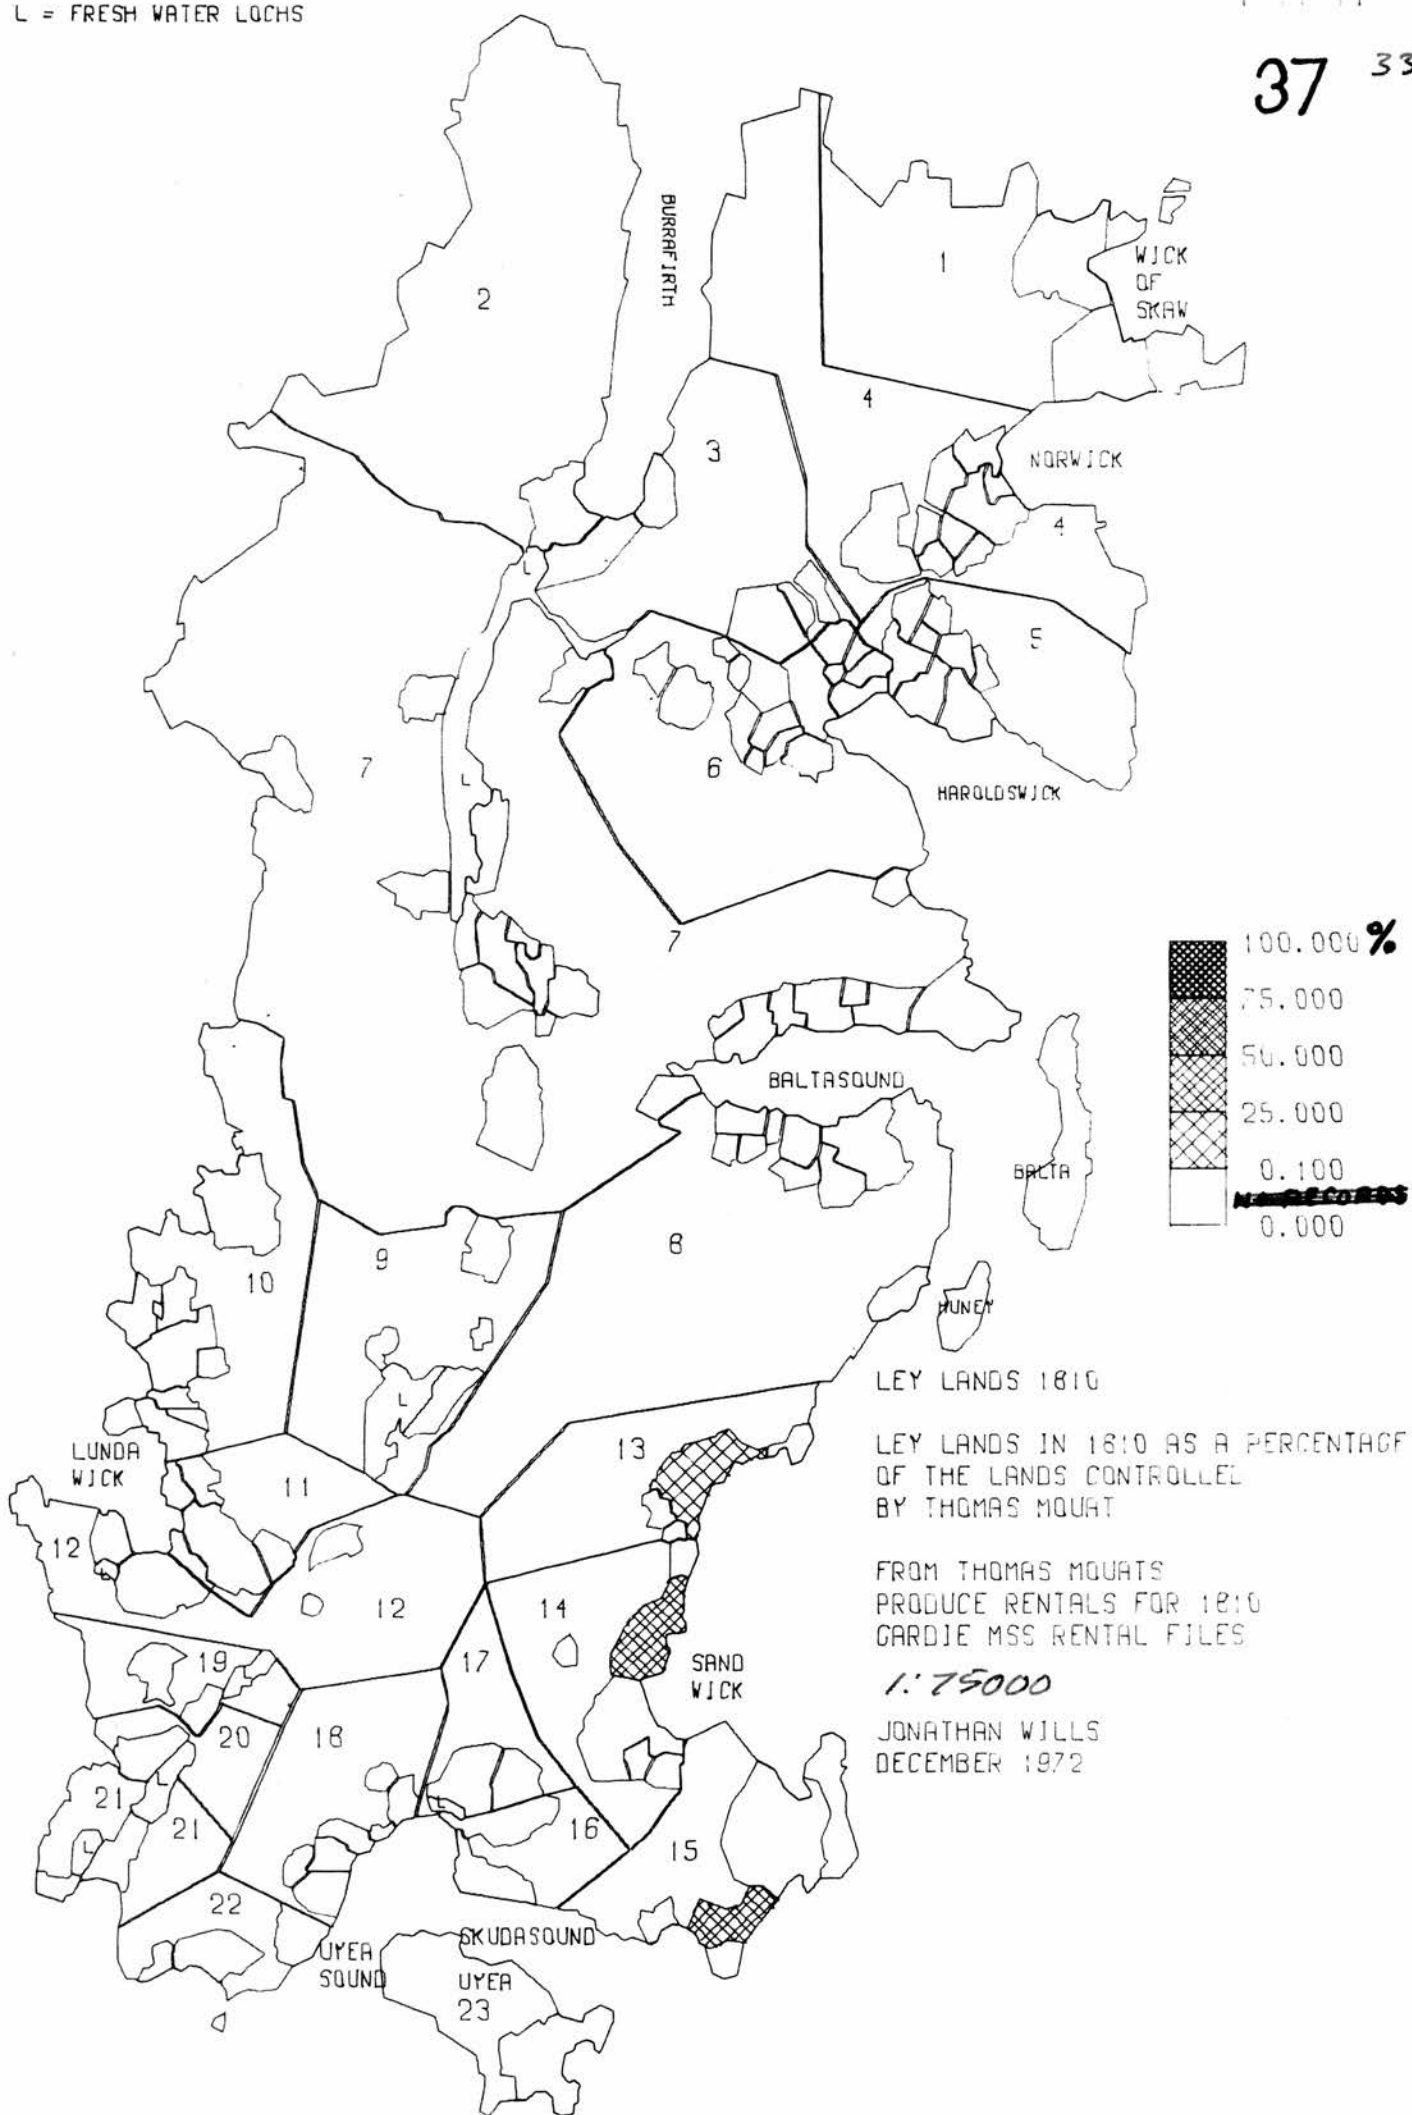 L = FRESH WATER LOCHS
37 33
2
BURRAFIRTH
1
WICK
OF
SKAW
4
3
NORWICK
4
L
5
7
L
6
HAROLDSWICK
7
100.000 %
75.000
50.000
25.000
0.100
NO RECORDS
0.000
BALTASOUND
BALTA
8
9
10
HUNEY
L
LEY LANDS 1810
LEY LANDS IN 1810 AS A PERCENTAGE
OF THE LANDS CONTROLLED
BY THOMAS MOUAT
FROM THOMAS MOUATS
PRODUCE RENTALS FOR 1810
GARDIE MSS RENTAL FILES
1:75000
JONATHAN WILLS
DECEMBER 1972
13
LUNDA
WICK
11
12
L
12
14
17
19
SAND
WICK
20
18
L
21
L
21
L
16
15
22
UYEA
SOUND
SKUDASOUND
UYEA
23